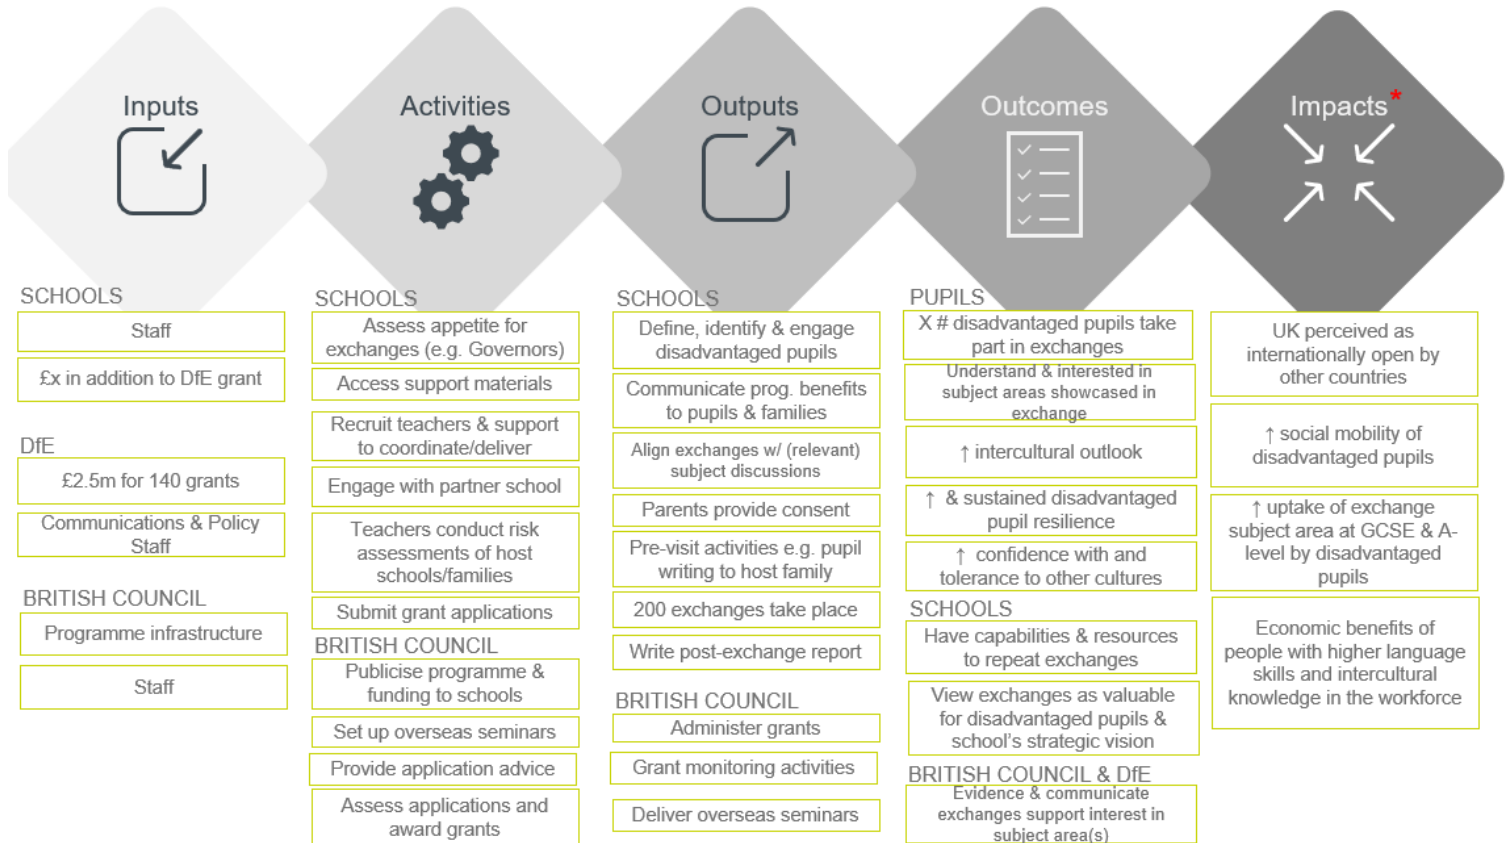 Inputs
Activities
Outputs
Outcomes
Impacts*
SCHOOLS
Staff
£x in addition to DfE grant
DfE
£2.5m for 140 grants
Communications & Policy
Staff
BRITISH COUNCIL
Programme infrastructure
Staff
SCHOOLS
Assess appetite for
exchanges (e.g. Governors)
Access support materials
Recruit teachers & support
to coordinate/deliver
Engage with partner school
Teachers conduct risk
assessments of host
schools/families
Submit grant applications
BRITISH COUNCIL
Publicise programme &
funding to schools
Set up overseas seminars
Provide application advice
Assess applications and
award grants
SCHOOLS
Define, identify & engage
disadvantaged pupils
Communicate prog. benefits
to pupils & families
Align exchanges w/ (relevant)
subject discussions
Parents provide consent
Pre-visit activities e.g. pupil
writing to host family
200 exchanges take place
Write post-exchange report
BRITISH COUNCIL
Administer grants
Grant monitoring activities
Deliver overseas seminars
PUPILS
X # disadvantaged pupils take
part in exchanges
Understand & interested in
subject areas showcased in
exchange
↑ intercultural outlook
↑ & sustained disadvantaged
pupil resilience
↑ confidence with and
tolerance to other cultures
SCHOOLS
Have capabilities & resources
to repeat exchanges
View exchanges as valuable
for disadvantaged pupils &
school's strategic vision
BRITISH COUNCIL & DfE
Evidence & communicate
exchanges support interest in
subject area(s)
UK perceived as
internationally open by
other countries
↑ social mobility of
disadvantaged pupils
↑ uptake of exchange
subject area at GCSE & A-
level by disadvantaged
pupils
Economic benefits of
people with higher language
skills and intercultural
knowledge in the workforce